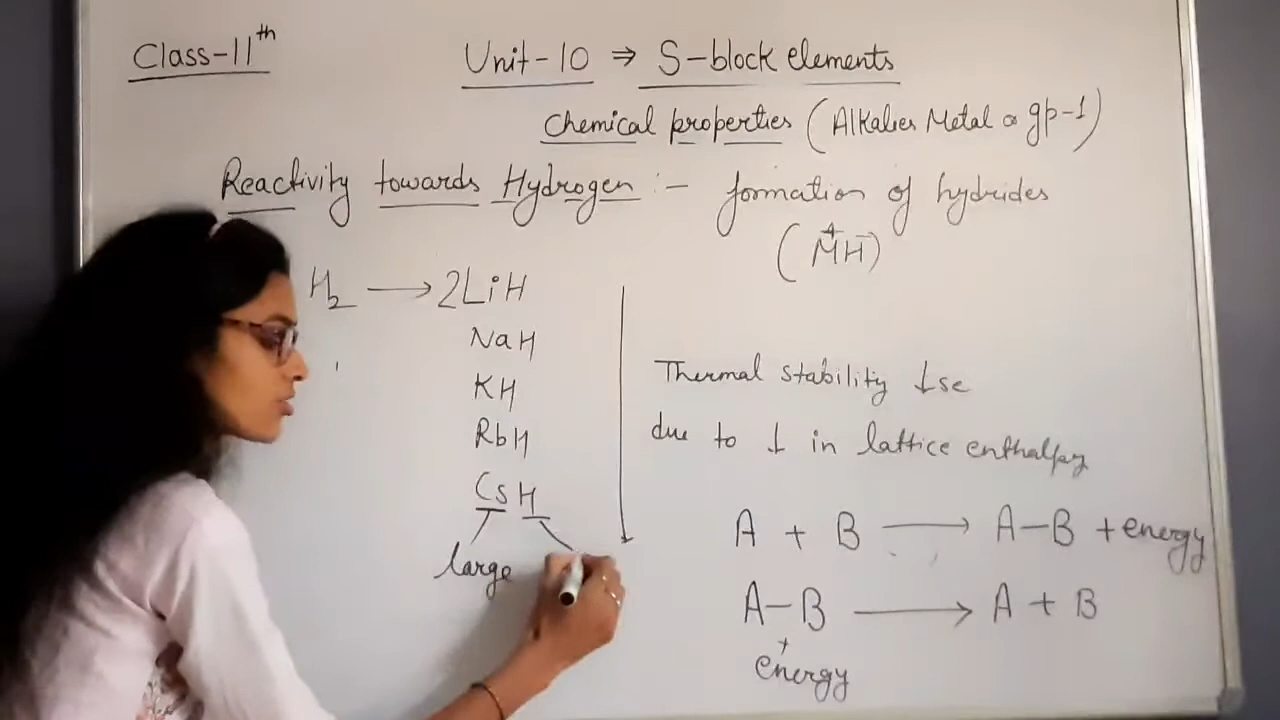 Class-11th
Unit-10 ⇒ S-block elements
Chemical properties (Alkalies Metal or gp-1)
Reactivity towards Hydrogen :- formation of hydrides
(M⁺H⁻)
H₂ → 2LiH
NaH
KH
RbH
CsH
large
Thermal stability ↓se
due to ↓ in lattice enthalpy
A + B → A-B + energy
A-B → A + B
+
energy